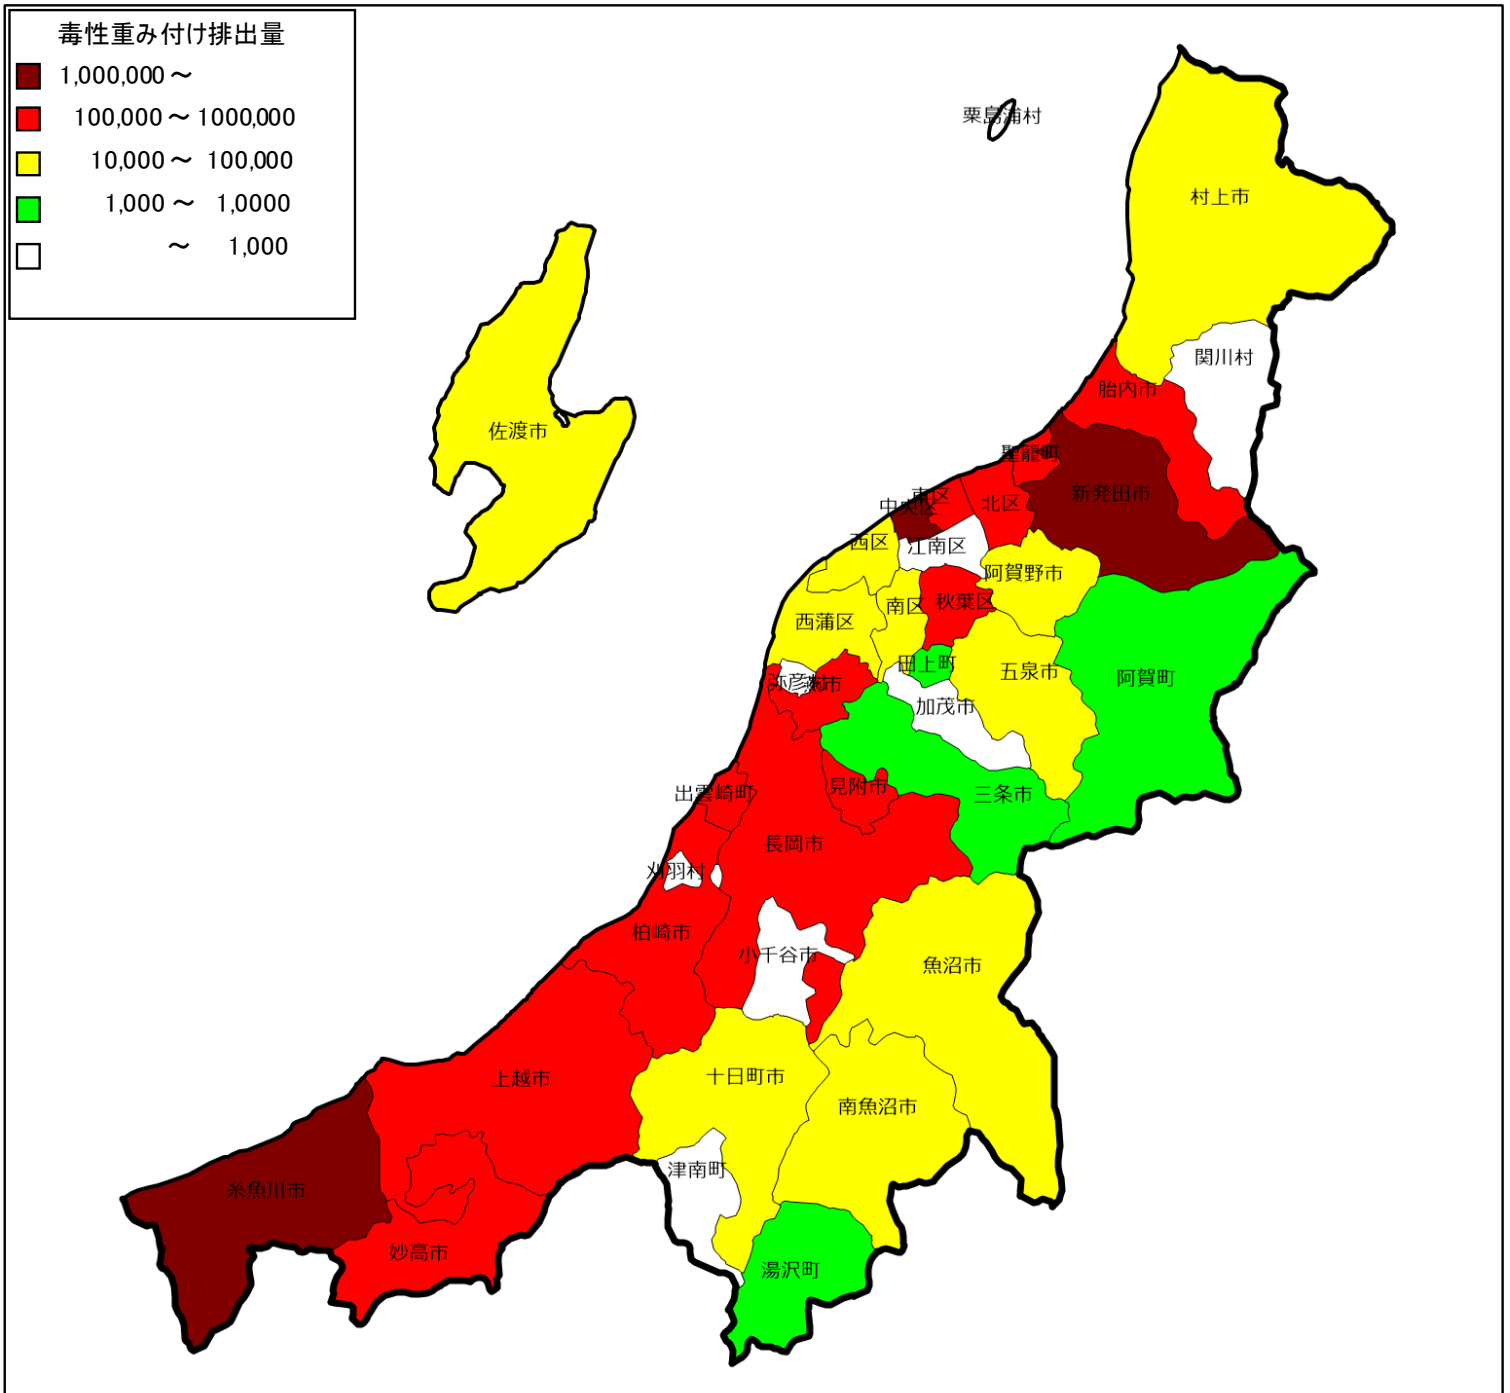 毒性重み付け排出量
1,000,000～
100,000～1000,000
10,000～ 100,000
1,000～ 1,0000
～ 1,000
粟島浦村
村上市
関川村
胎内市
佐渡市
聖籠町
新発田市
東区
中央区
北区
西区
江南区
阿賀野市
南区
秋葉区
西蒲区
田上町
五泉市
阿賀町
弥彦村
燕市
加茂市
出雲崎町
見附市
三条市
長岡市
刈羽村
柏崎市
小千谷市
魚沼市
上越市
十日町市
南魚沼市
津南町
糸魚川市
妙高市
湯沢町